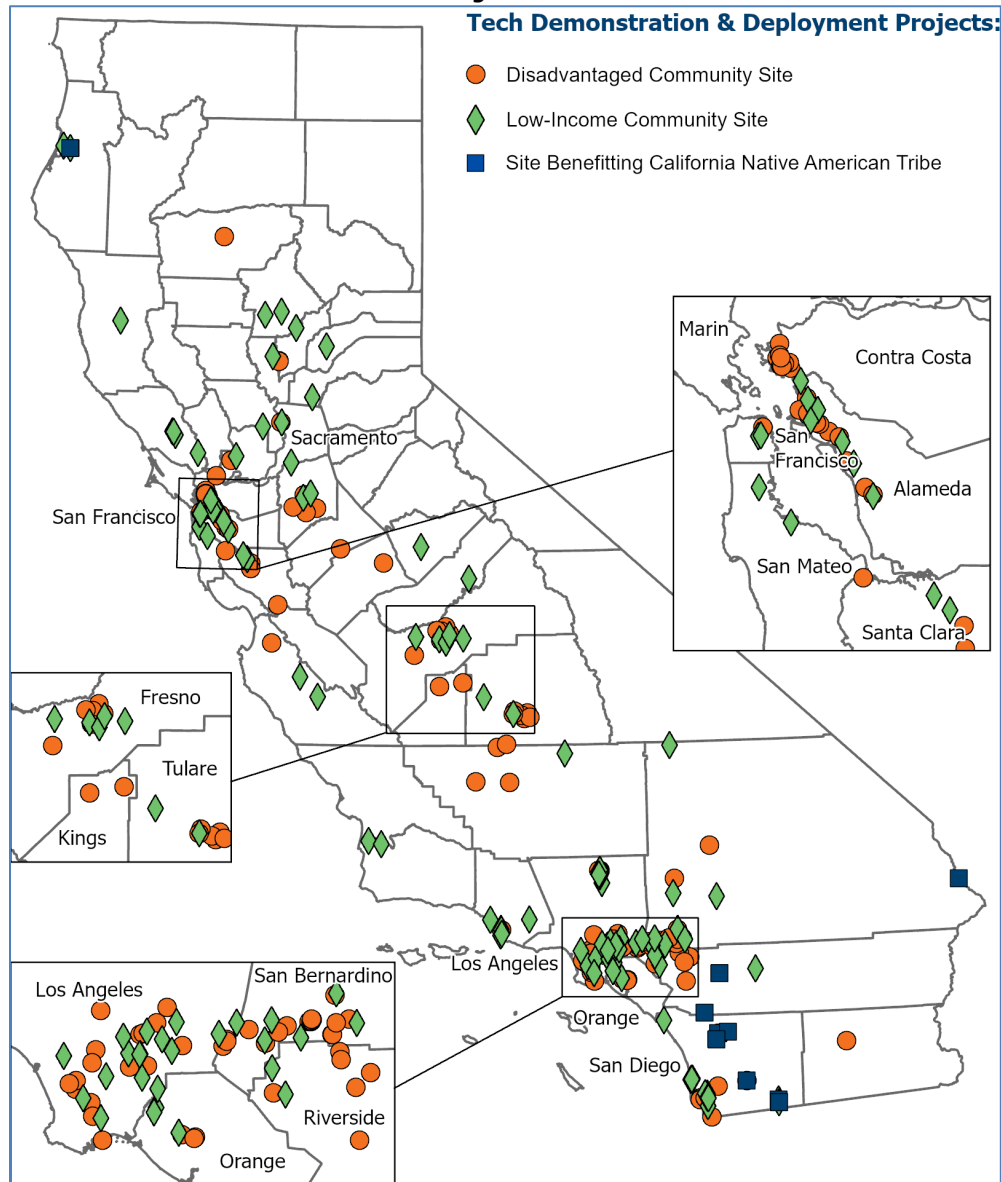 Tech Demonstration & Deployment Projects:
Disadvantaged Community Site
Low-Income Community Site
Site Benefitting California Native American Tribe
Marin
Contra Costa
San
Francisco
Alameda
San Mateo
Santa Clara
Sacramento
San Francisco
Fresno
Tulare
Kings
Los Angeles
Orange
San Diego
Los Angeles
San Bernardino
Riverside
Orange